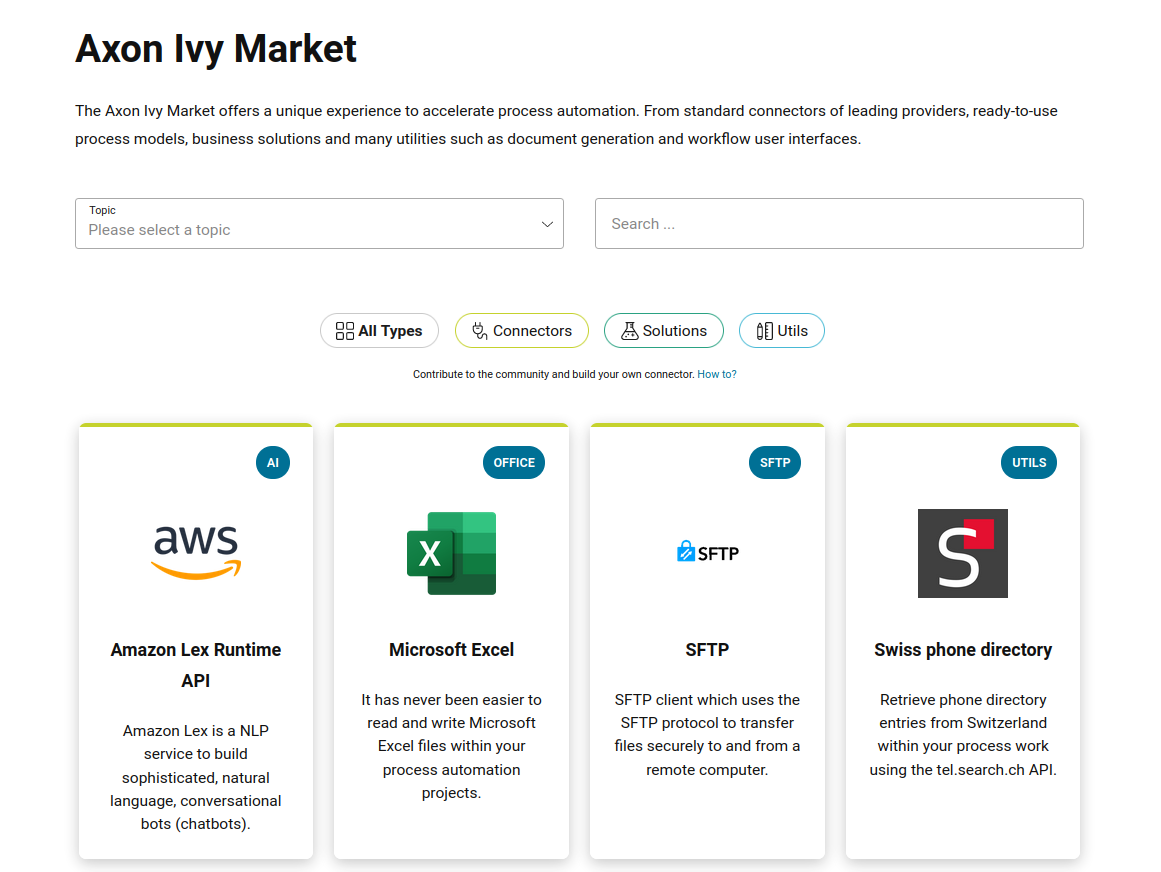 Axon Ivy Market
The Axon Ivy Market offers a unique experience to accelerate process automation. From standard connectors of leading providers, ready-to-use
process models, business solutions and many utilities such as document generation and workflow user interfaces.
Topic
Please select a topic
Search ...
All Types
Connectors
Solutions
Utils
Contribute to the community and build your own connector. How to?
AI
aws
Amazon Lex Runtime
API
Amazon Lex is a NLP
service to build
sophisticated, natural
language, conversational
bots (chatbots).
OFFICE
X
Microsoft Excel
It has never been easier to
read and write Microsoft
Excel files within your
process automation
projects.
SFTP
SFTP
SFTP
SFTP client which uses the
SFTP protocol to transfer
files securely to and from a
remote computer.
UTILS
S
Swiss phone directory
Retrieve phone directory
entries from Switzerland
within your process work
using the tel.search.ch API.